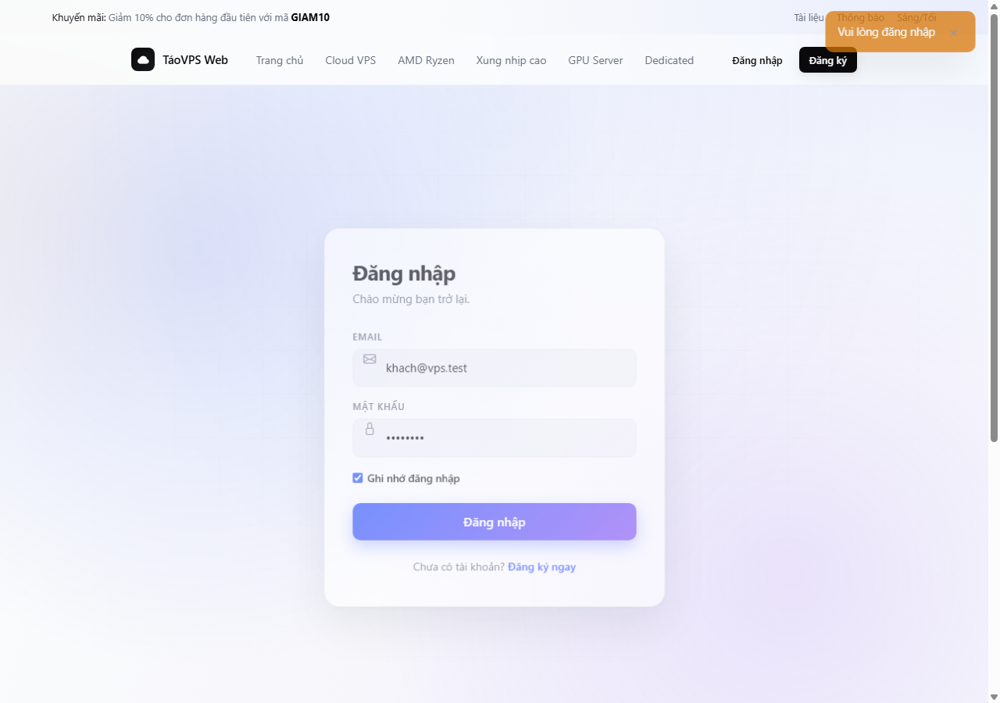 Khuyến mãi: Giảm 10% cho đơn hàng đầu tiên với mã GIAM10
Tài liệu Thông báo Sáng/Tối
Vui lòng đăng nhập ×
TáoVPS Web Trang chủ Cloud VPS AMD Ryzen Xung nhịp cao GPU Server Dedicated Đăng nhập Đăng ký
Đăng nhập
Chào mừng bạn trở lại.
EMAIL
khach@vps.test
MẬT KHẨU
••••••••
Ghi nhớ đăng nhập
Đăng nhập
Chưa có tài khoản? Đăng ký ngay